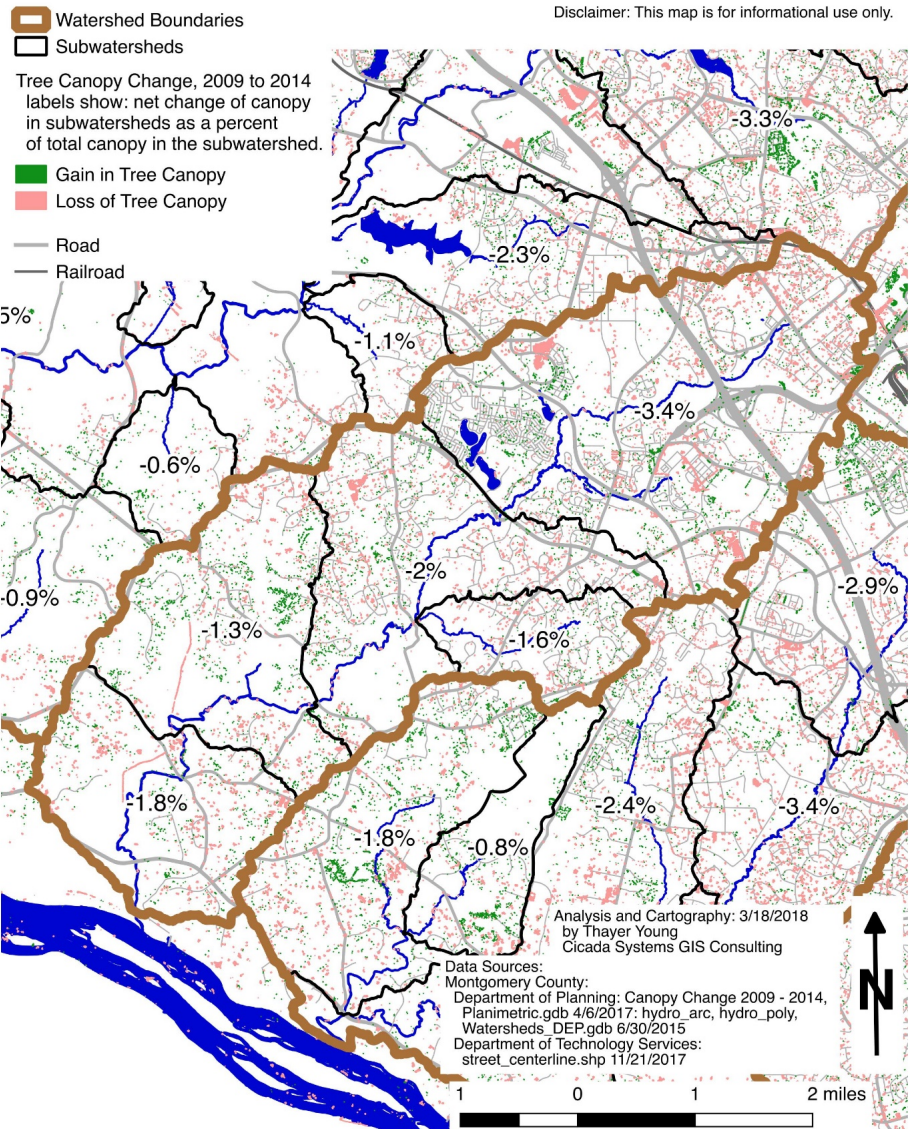 Disclaimer: This map is for informational use only.
Watershed Boundaries
Subwatersheds
Tree Canopy Change, 2009 to 2014
labels show: net change of canopy
in subwatersheds as a percent
of total canopy in the subwatershed.
Gain in Tree Canopy
Loss of Tree Canopy
Road
Railroad
-3.3%
-2.3%
5%
-1.1%
-3.4%
-0.6%
-2%
-2.9%
-0.9%
-1.3%
-1.6%
-1.8%
-2.4%
-3.4%
-1.8%
-0.8%
Analysis and Cartography: 3/18/2018
by Thayer Young
Cicada Systems GIS Consulting
Data Sources:
Montgomery County:
Department of Planning: Canopy Change 2009 - 2014,
Planimetric.gdb 4/6/2017: hydro_arc, hydro_poly,
Watersheds_DEP.gdb 6/30/2015
Department of Technology Services:
street_centerline.shp 11/21/2017
N
1 0 1 2 miles